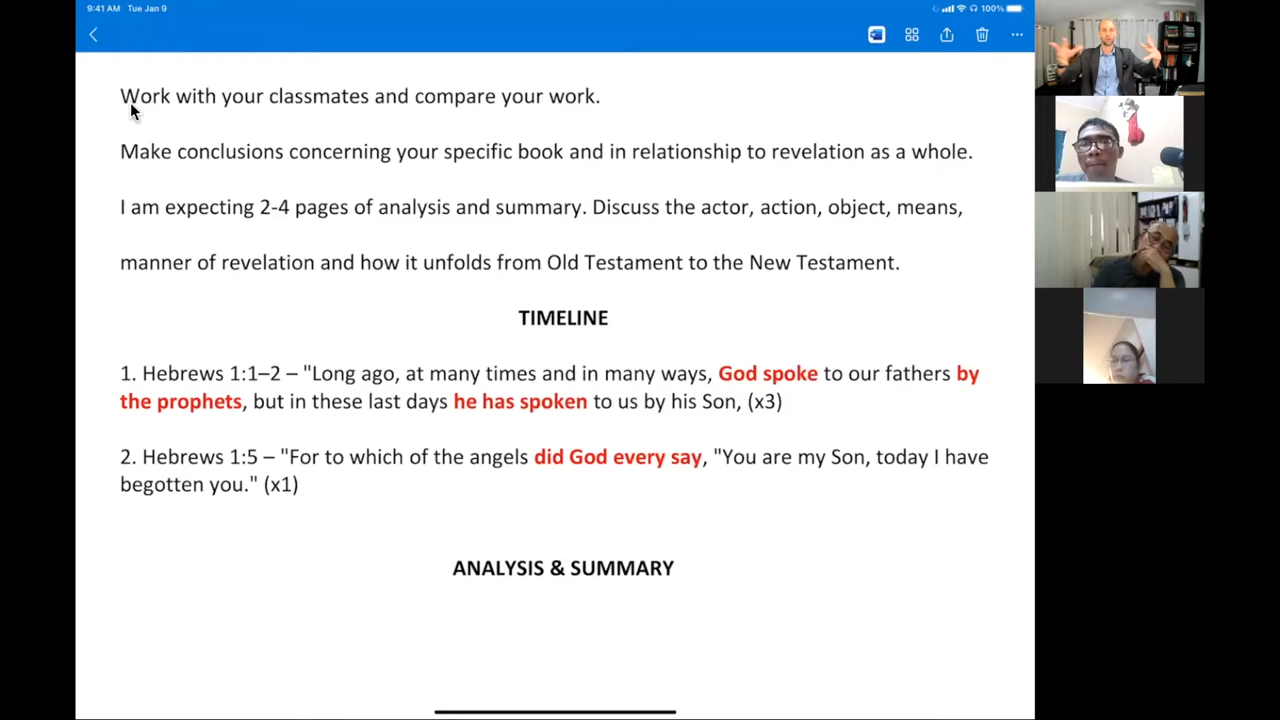 9:41 AM Tue Jan 9
100%
Work with your classmates and compare your work.
Make conclusions concerning your specific book and in relationship to revelation as a whole.
I am expecting 2-4 pages of analysis and summary. Discuss the actor, action, object, means,
manner of revelation and how it unfolds from Old Testament to the New Testament.
TIMELINE
1. Hebrews 1:1–2 – "Long ago, at many times and in many ways, God spoke to our fathers by
the prophets, but in these last days he has spoken to us by his Son, (x3)
2. Hebrews 1:5 – "For to which of the angels did God every say, "You are my Son, today I have
begotten you." (x1)
ANALYSIS & SUMMARY